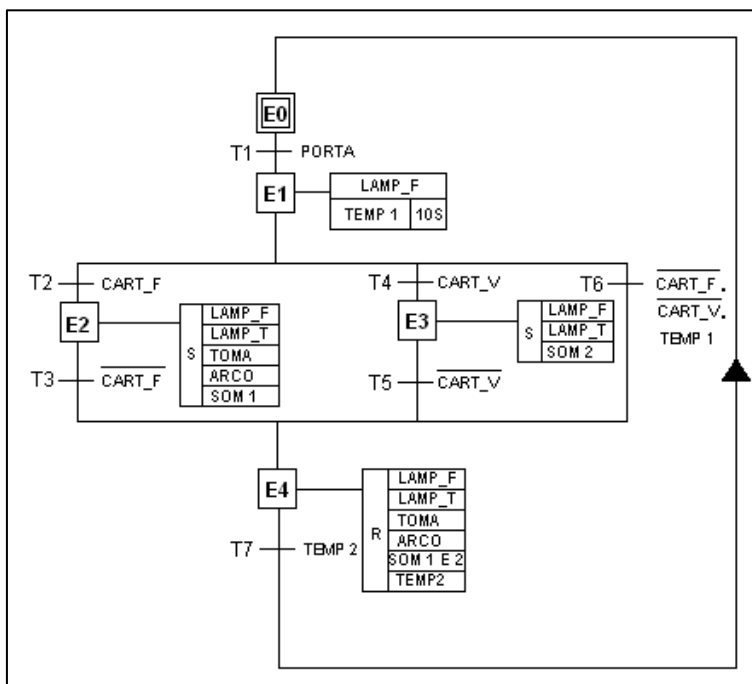 E0
T1 PORTA
E1 LAMP_F
TEMP 1 10S
T2 CART_F T4 CART_V T6 CART_F.
CART_V.
TEMP 1
E2 S LAMP_F
LAMP_T
TOMA
ARCO
SOM 1
E3 S LAMP_F
LAMP_T
SOM 2
T3 CART_F
T5 CART_V
E4 R LAMP_F
LAMP_T
TOMA
ARCO
SOM 1 E 2
TEMP2
T7 TEMP 2